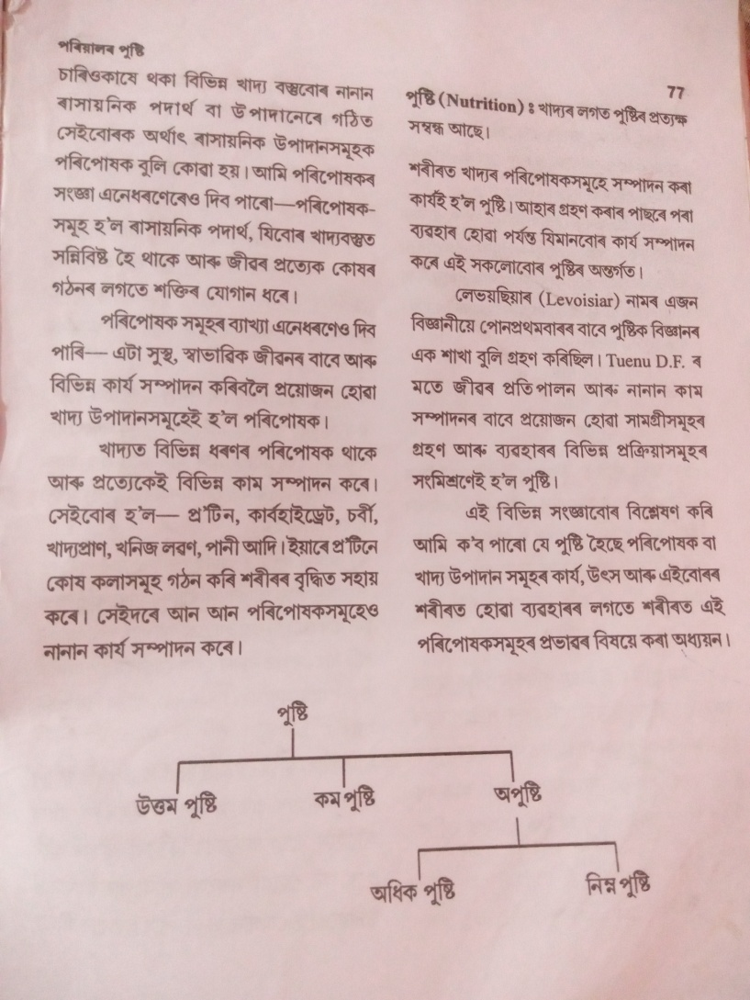 পৰিয়ালৰ পুষ্টি
চাৰিওকাষে থকা বিভিন্ন খাদ্য বস্তুবোৰ নানান
ৰাসায়নিক পদাৰ্থ বা উপাদানেৰে গঠিত
সেইবোৰক অৰ্থাৎ ৰাসায়নিক উপাদানসমূহক
পৰিপোষক বুলি কোৱা হয়। আমি পৰিপোষকৰ
সংজ্ঞা এনেধৰণেৰেও দিব পাৰো—পৰিপোষক-
সমূহ হ'ল ৰাসায়নিক পদাৰ্থ, যিবোৰ খাদ্যবস্তুত
সন্নিবিষ্ট হৈ থাকে আৰু জীৱৰ প্ৰত্যেক কোষৰ
গঠনৰ লগতে শক্তিৰ যোগান ধৰে।
পৰিপোষক সমূহৰ ব্যাখ্যা এনেধৰণেও দিব
পাৰি— এটা সুস্থ, স্বাভাৱিক জীৱনৰ বাবে আৰু
বিভিন্ন কাৰ্য সম্পাদন কৰিবলৈ প্ৰয়োজন হোৱা
খাদ্য উপাদানসমূহেই হ'ল পৰিপোষক।
খাদ্যত বিভিন্ন ধৰণৰ পৰিপোষক থাকে
আৰু প্ৰত্যেকেই বিভিন্ন কাম সম্পাদন কৰে।
সেইবোৰ হ'ল— প্ৰ'টিন, কাৰ্বহাইড্ৰেট, চৰ্বী,
খাদ্যপ্ৰাণ, খনিজ লৱণ, পানী আদি। ইয়াৰে প্ৰ'টিনে
কোষ কলাসমূহ গঠন কৰি শৰীৰৰ বৃদ্ধিত সহায়
কৰে। সেইদৰে আন আন পৰিপোষকসমূহেও
নানান কাৰ্য সম্পাদন কৰে।
77
পুষ্টি (Nutrition) : খাদ্যৰ লগত পুষ্টিৰ প্ৰত্যক্ষ
সম্বন্ধ আছে।
শৰীৰত খাদ্যৰ পৰিপোষকসমূহে সম্পাদন কৰা
কাৰ্যই হ'ল পুষ্টি। আহাৰ গ্ৰহণ কৰাৰ পাছৰে পৰা
ব্যৱহাৰ হোৱা পৰ্যন্ত যিমানবোৰ কাৰ্য সম্পাদন
কৰে এই সকলোবোৰ পুষ্টিৰ অন্তৰ্গত।
লেভয়ছিয়াৰ (Levoisiar) নামৰ এজন
বিজ্ঞানীয়ে পোনপ্ৰথমবাৰৰ বাবে পুষ্টিক বিজ্ঞানৰ
এক শাখা বুলি গ্ৰহণ কৰিছিল। Tuenu D.F. ৰ
মতে জীৱৰ প্ৰতি পালন আৰু নানান কাম
সম্পাদনৰ বাবে প্ৰয়োজন হোৱা সামগ্ৰীসমূহৰ
গ্ৰহণ আৰু ব্যৱহাৰৰ বিভিন্ন প্ৰক্ৰিয়াসমূহৰ
সংমিশ্ৰণেই হ'ল পুষ্টি।
এই বিভিন্ন সংজ্ঞাবোৰ বিশ্লেষণ কৰি
আমি ক'ব পাৰো যে পুষ্টি হৈছে পৰিপোষক বা
খাদ্য উপাদান সমূহৰ কাৰ্য, উৎস আৰু এইবোৰৰ
শৰীৰত হোৱা ব্যৱহাৰৰ লগতে শৰীৰত এই
পৰিপোষকসমূহৰ প্ৰভাৱৰ বিষয়ে কৰা অধ্যয়ন।
পুষ্টি
উত্তম পুষ্টি কম পুষ্টি অপুষ্টি
অধিক পুষ্টি নিম্ন পুষ্টি